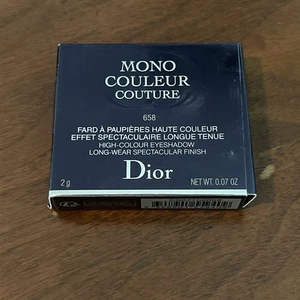 MONO
COULEUR
COUTURE
658
FARD À PAUPIÈRES HAUTE COULEUR
EFFET SPECTACULAIRE LONGUE TENUE
HIGH-COLOUR EYESHADOW
LONG-WEAR SPECTACULAR FINISH
Dior
2 g
NET WT. 0.07 OZ